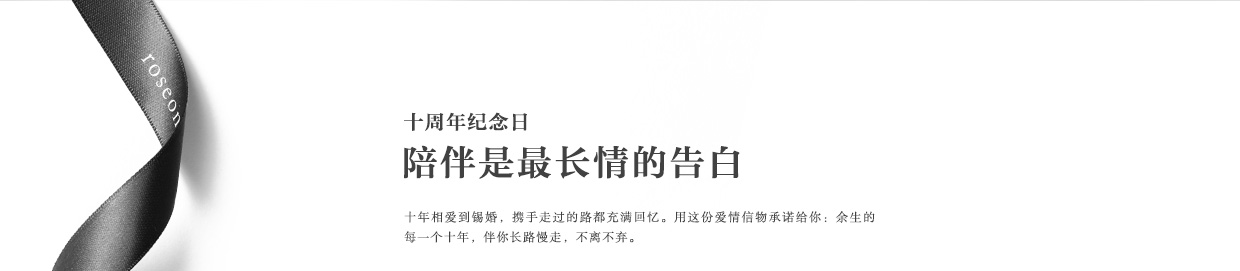 roseon
十周年纪念日
陪伴是最长情的告白
十年相爱到锡婚，携手走过的路都充满回忆。用这份爱情信物承诺给你：余生的
每一个十年，伴你长路慢走，不离不弃。